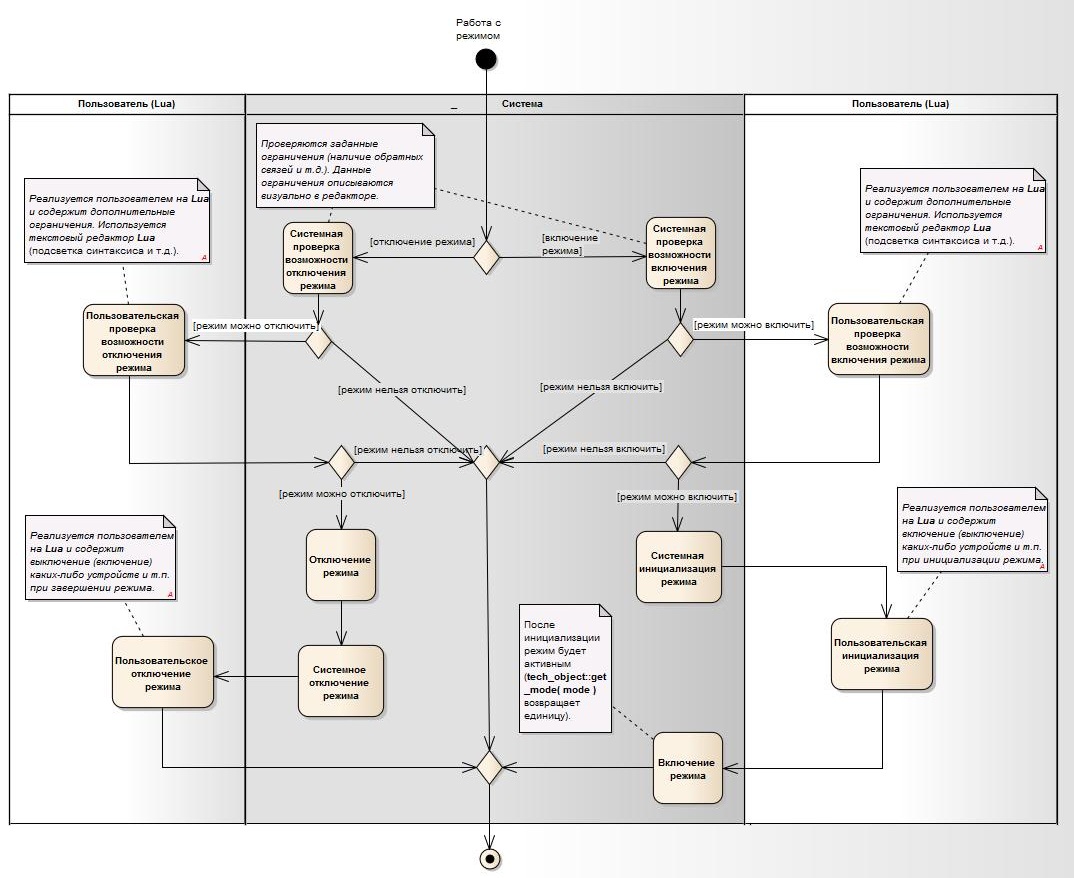 Работа с
режимом
Пользователь (Lua)
_ Система
Пользователь (Lua)
Проверяются заданные
ограничения (наличие обратных
связей и т.д.). Данные
ограничения описываются
визуально в редакторе.
Реализуется пользователем на Lua
и содержит дополнительные
ограничения. Используется
текстовый редактор Lua
(подсветка синтаксиса и т.д.).
Реализуется пользователем на Lua
и содержит дополнительные
ограничения. Используется
текстовый редактор Lua
(подсветка синтаксиса и т.д.).
Системная
проверка
возможности
отключения
режима
[отключение режима]
[включение
режима]
Системная
проверка
возможности
включения
режима
Пользовательская
проверка
возможности
отключения
режима
[режим можно отключить]
[режим можно включить]
Пользовательская
проверка
возможности
включения режима
[режим нельзя отключить]
[режим нельзя включить]
[режим нельзя отключить]
[режим нельзя включить]
[режим можно отключить]
[режим можно включить]
Реализуется пользователем
на Lua и содержит
выключение (включение)
каких-либо устройств и т.п.
при завершении режима.
Отключение
режима
Системная
инициализация
режима
Реализуется пользователем
на Lua и содержит
включение (выключение)
каких-либо устройств и т.п.
при инициализации режима.
После
инициализации
режим будет
активным
(tech_object::get
_mode( mode )
возвращает
единицу).
Пользовательское
отключение
режима
Системное
отключение
режима
Пользовательская
инициализация
режима
Включение
режима